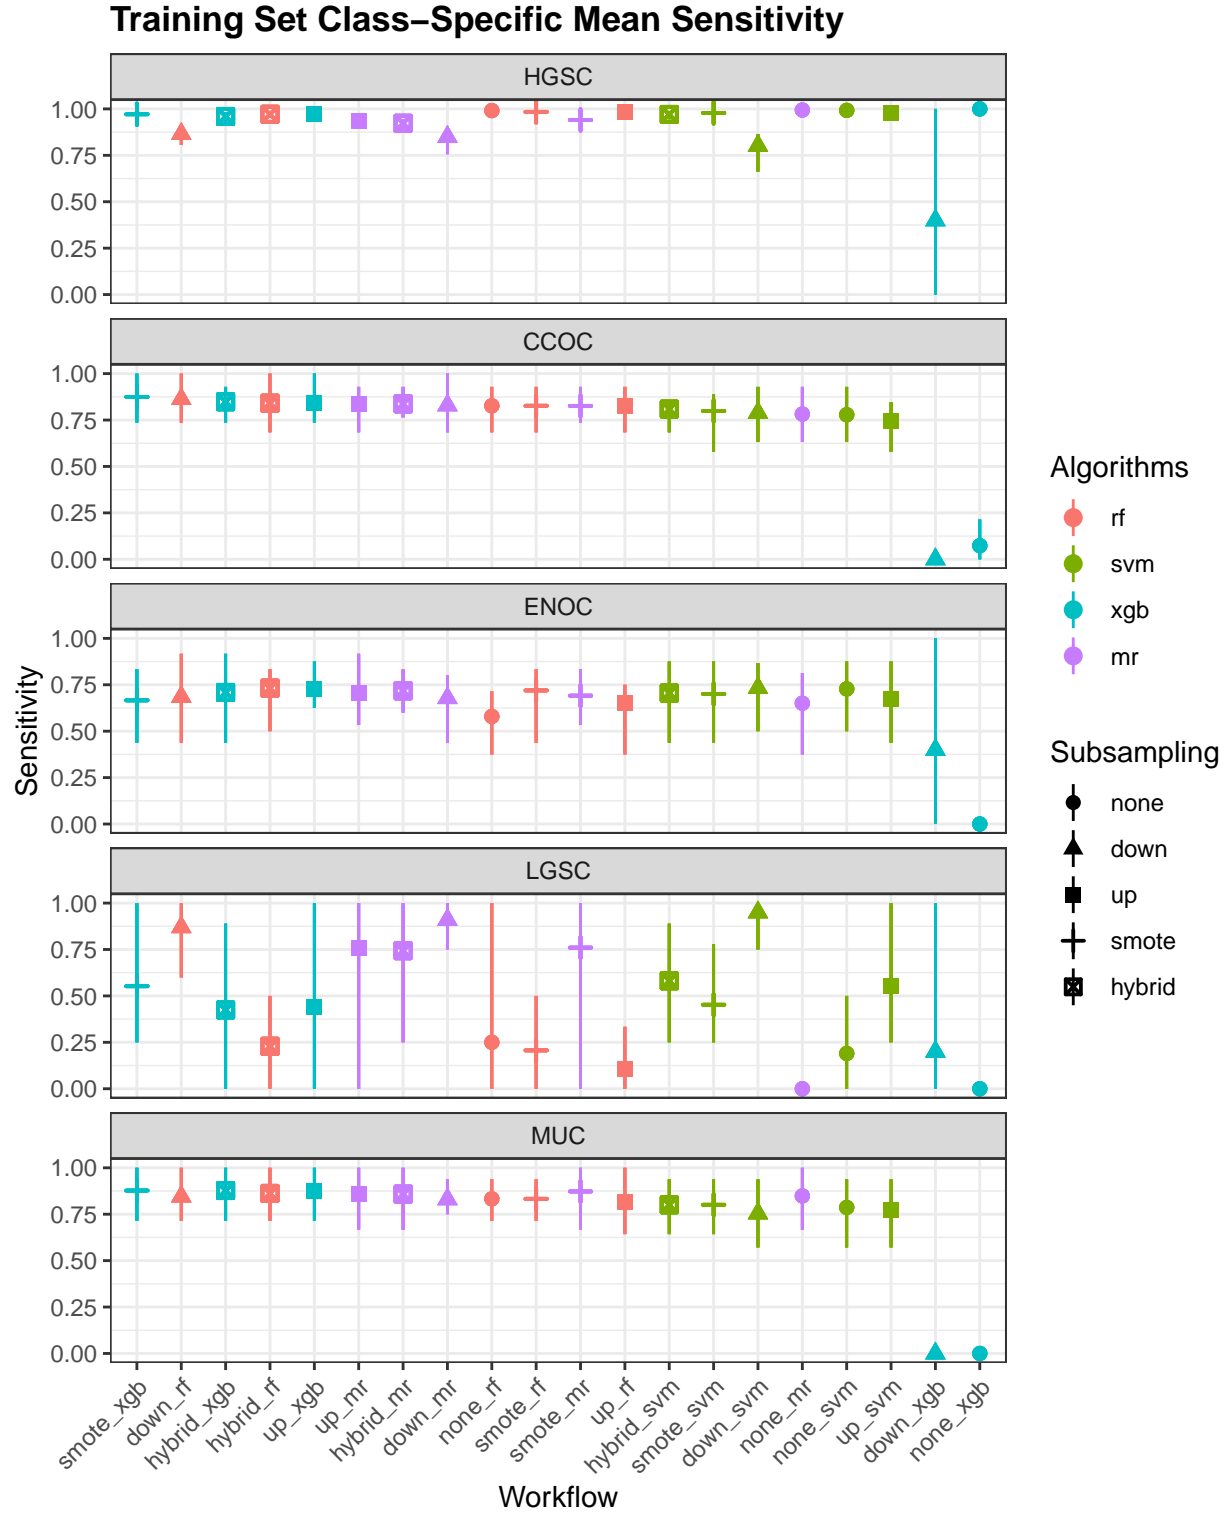 Training Set Class–Specific Mean Sensitivity
HGSC
1.00
0.75
0.50
0.25
0.00
CCOC
1.00
0.75
0.50
0.25
0.00
ENOC
1.00
0.75
0.50
0.25
0.00
LGSC
1.00
0.75
0.50
0.25
0.00
MUC
1.00
0.75
0.50
0.25
0.00
Sensitivity
smote_xgb
down_rf
hybrid_xgb
hybrid_rf
up_xgb
up_mr
hybrid_mr
down_mr
none_rf
smote_rf
smote_mr
up_rf
hybrid_svm
smote_svm
down_svm
none_mr
none_svm
up_svm
down_xgb
none_xgb
Workflow
Algorithms
rf
svm
xgb
mr
Subsampling
none
down
up
smote
hybrid